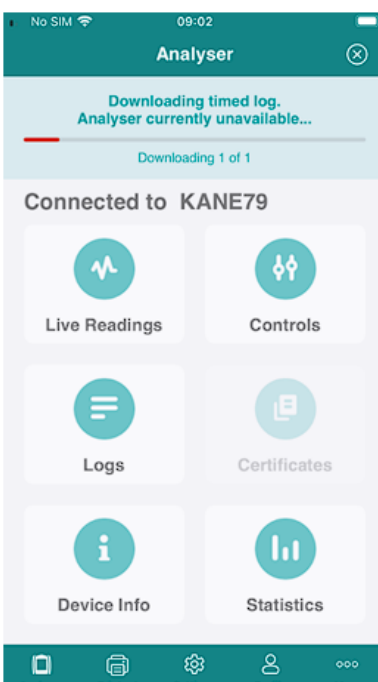 No SIM 09:02
Analyser
Downloading timed log.
Analyser currently unavailable...
Downloading 1 of 1
Connected to KANE79
Live Readings
Controls
Logs
Certificates
Device Info
Statistics